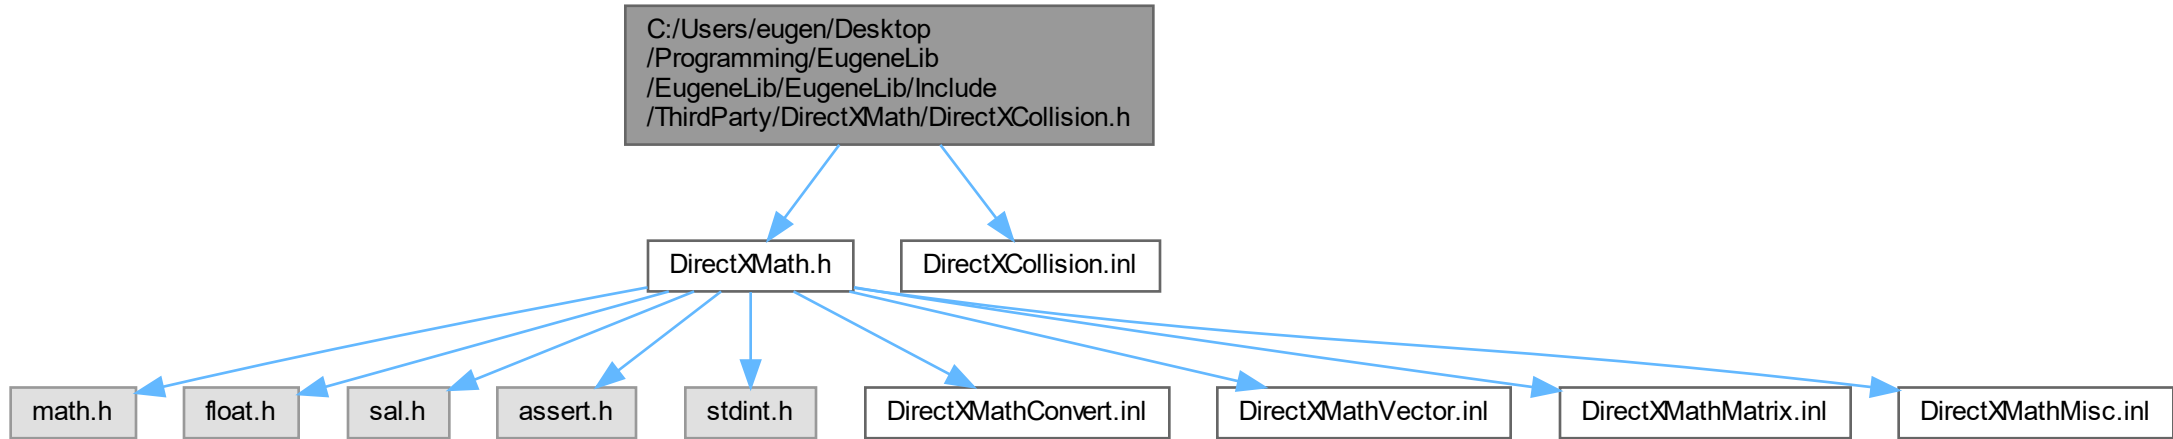 C:/Users/eugen/Desktop
/Programming/EugeneLib
/EugeneLib/EugeneLib/Include
/ThirdParty/DirectXMath/DirectXCollision.h
DirectXMath.h
DirectXCollision.inl
math.h
float.h
sal.h
assert.h
stdint.h
DirectXMathConvert.inl
DirectXMathVector.inl
DirectXMathMatrix.inl
DirectXMathMisc.inl